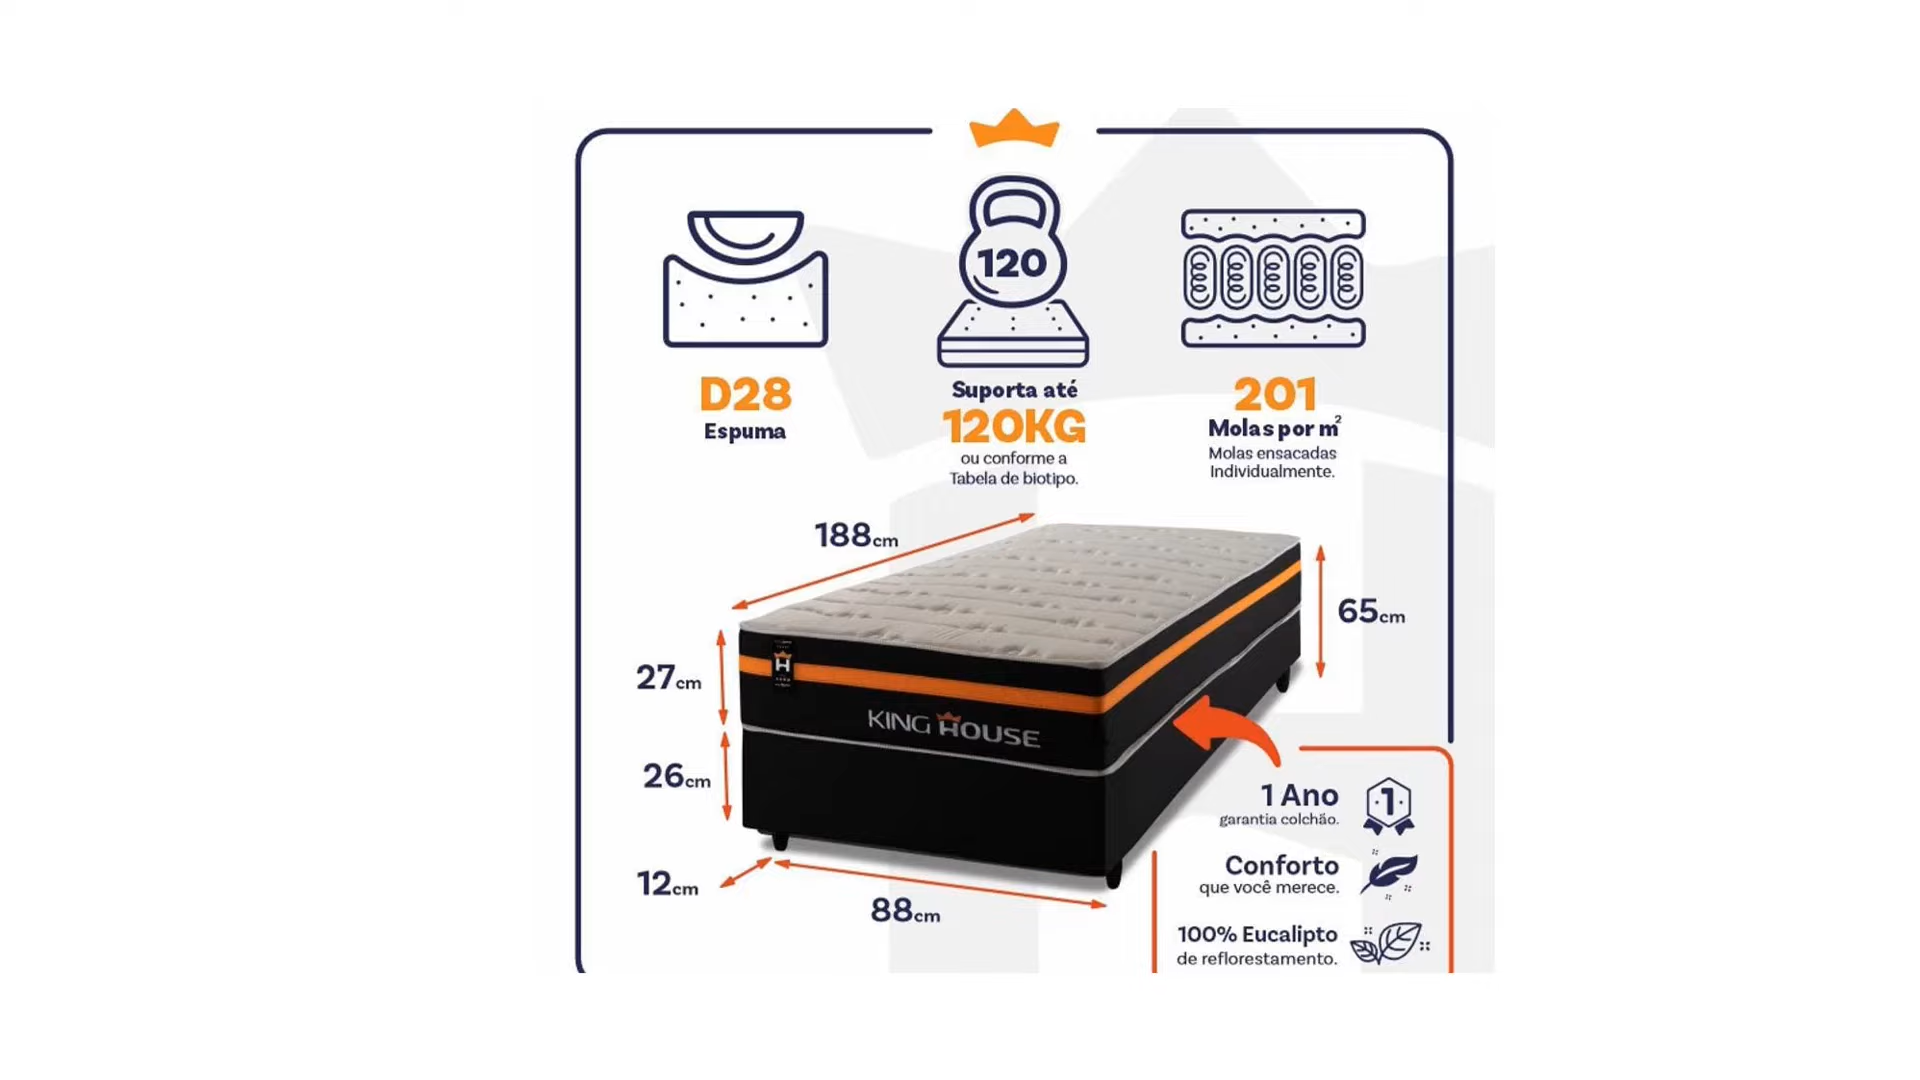 120
D28
Espuma
Suporta até
120KG
ou conforme a
Tabela de biotipo.
201
Molas por m²
Molas ensacadas
Individualmente.
188cm
65cm
27cm
H
KING HOUSE
26cm
12cm
88cm
1 Ano
garantia colchão.
1
Conforto
que você merece.
100% Eucalipto
de reflorestamento.